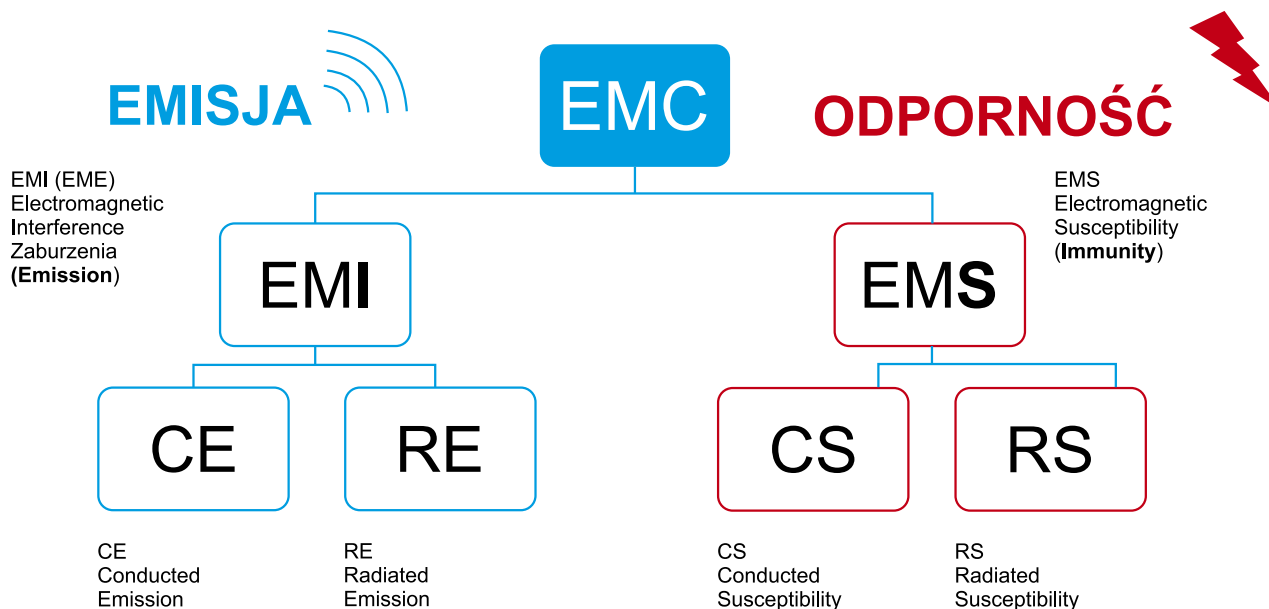 EMISJA
EMC
ODPORNOŚĆ
EMI (EME)
Electromagnetic
Interference
Zaburzenia
(Emission)
EMS
Electromagnetic
Susceptibility
(Immunity)
EMI
EMS
CE
RE
CS
RS
CE
Conducted
Emission
RE
Radiated
Emission
CS
Conducted
Susceptibility
RS
Radiated
Susceptibility